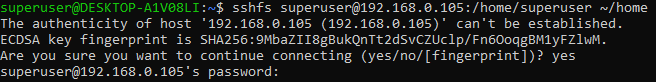 superuser@DESKTOP-A1V08LI:~$ sshfs superuser@192.168.0.105:/home/superuser ~/home
The authenticity of host '192.168.0.105 (192.168.0.105)' can't be established.
ECDSA key fingerprint is SHA256:9MbaZII8gBukQnTt2dSvCZUclp/Fn6OoqgBM1yFZlwM.
Are you sure you want to continue connecting (yes/no/[fingerprint])? yes
superuser@192.168.0.105's password: